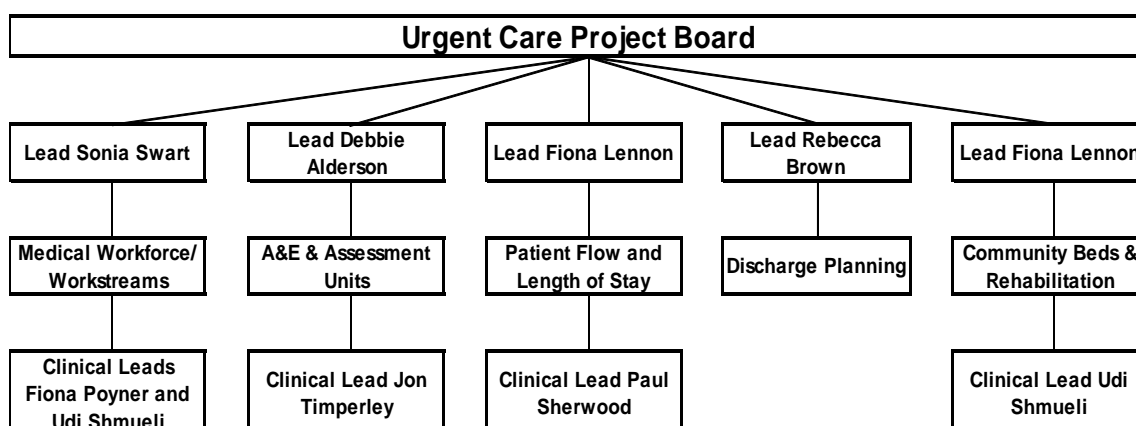 Urgent Care Project Board
Lead Sonia Swart
Lead Debbie
Alderson
Lead Fiona Lennon
Lead Rebecca
Brown
Lead Fiona Lennon
Medical Workforce/
Workstreams
A&E & Assessment
Units
Patient Flow and
Length of Stay
Discharge Planning
Community Beds &
Rehabilitation
Clinical Leads
Fiona Poyner and
Udi Shmueli
Clinical Lead Jon
Timperley
Clinical Lead Paul
Sherwood
Clinical Lead Udi
Shmueli